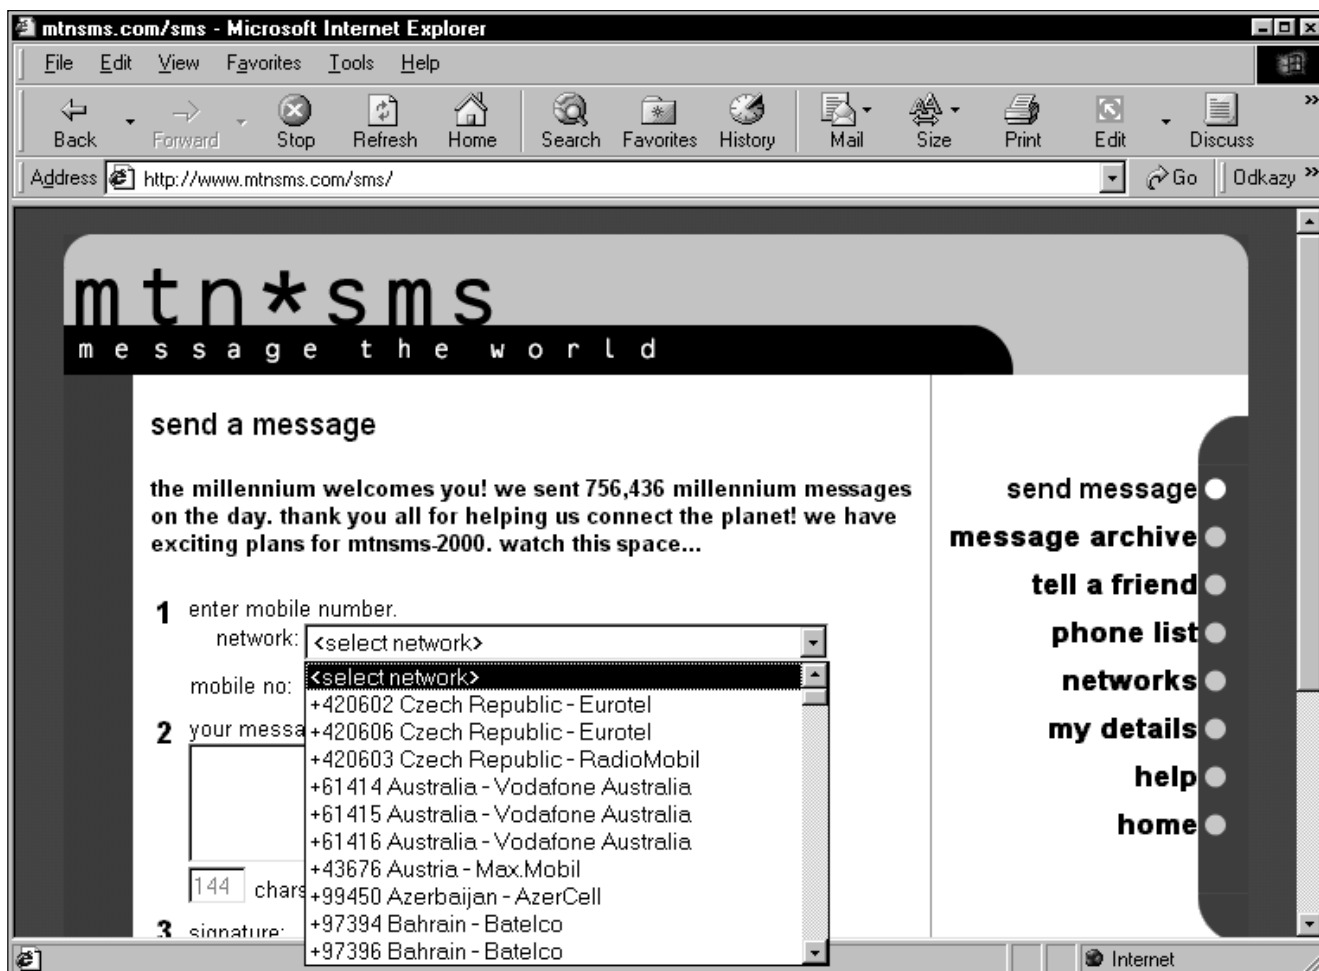 mtnsms.com/sms - Microsoft Internet Explorer
File Edit View Favorites Tools Help
Back Forward Stop Refresh Home Search Favorites History Mail Size Print Edit Discuss »
Address http://www.mtnsms.com/sms/ Go Odkazy »
mtn*sms
message the world
send a message
the millennium welcomes you! we sent 756,436 millennium messages
on the day. thank you all for helping us connect the planet! we have
exciting plans for mtnsms-2000. watch this space...
1 enter mobile number.
network: <select network>
mobile no:
<select network>
+420602 Czech Republic - Eurotel
+420606 Czech Republic - Eurotel
+420603 Czech Republic - RadioMobil
+61414 Australia - Vodafone Australia
+61415 Australia - Vodafone Australia
+61416 Australia - Vodafone Australia
+43676 Austria - Max.Mobil
+99450 Azerbaijan - AzerCell
+97394 Bahrain - Batelco
+97396 Bahrain - Batelco
2 your messa
144 chars
3 signature:
send message
message archive
tell a friend
phone list
networks
my details
help
home
Internet